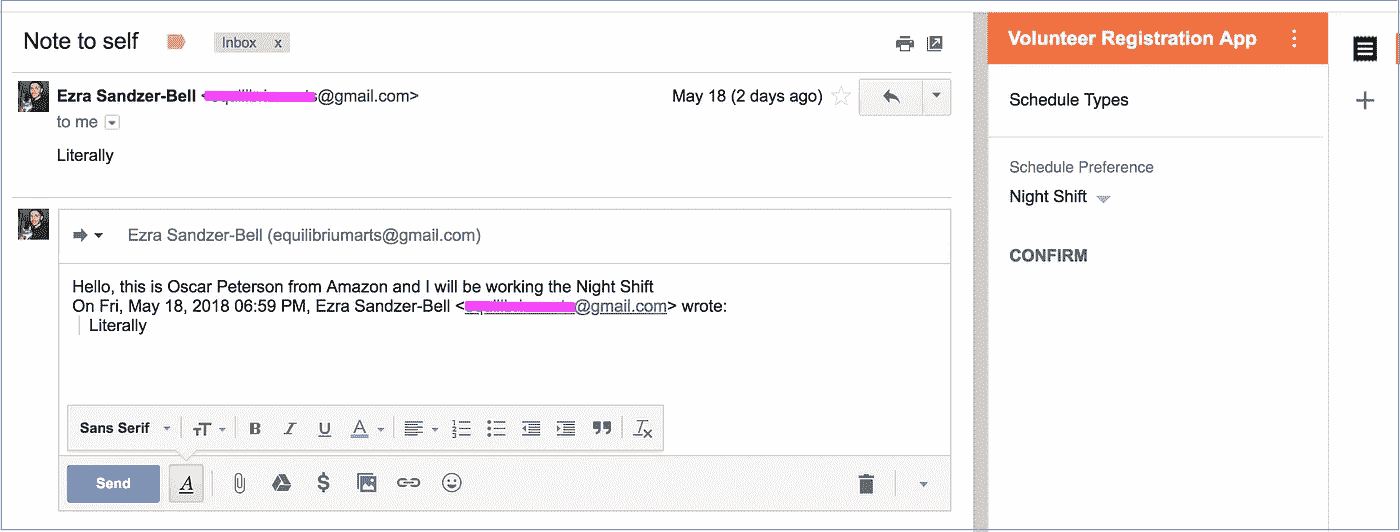 Note to self
Inbox x
Ezra Sandzer-Bell < @gmail.com>
May 18 (2 days ago)
to me
Literally
Ezra Sandzer-Bell (equilibriumarts@gmail.com)
Hello, this is Oscar Peterson from Amazon and I will be working the Night Shift
On Fri, May 18, 2018 06:59 PM, Ezra Sandzer-Bell < @gmail.com> wrote:
Literally
Sans Serif
Send
Volunteer Registration App
Schedule Types
Schedule Preference
Night Shift
CONFIRM